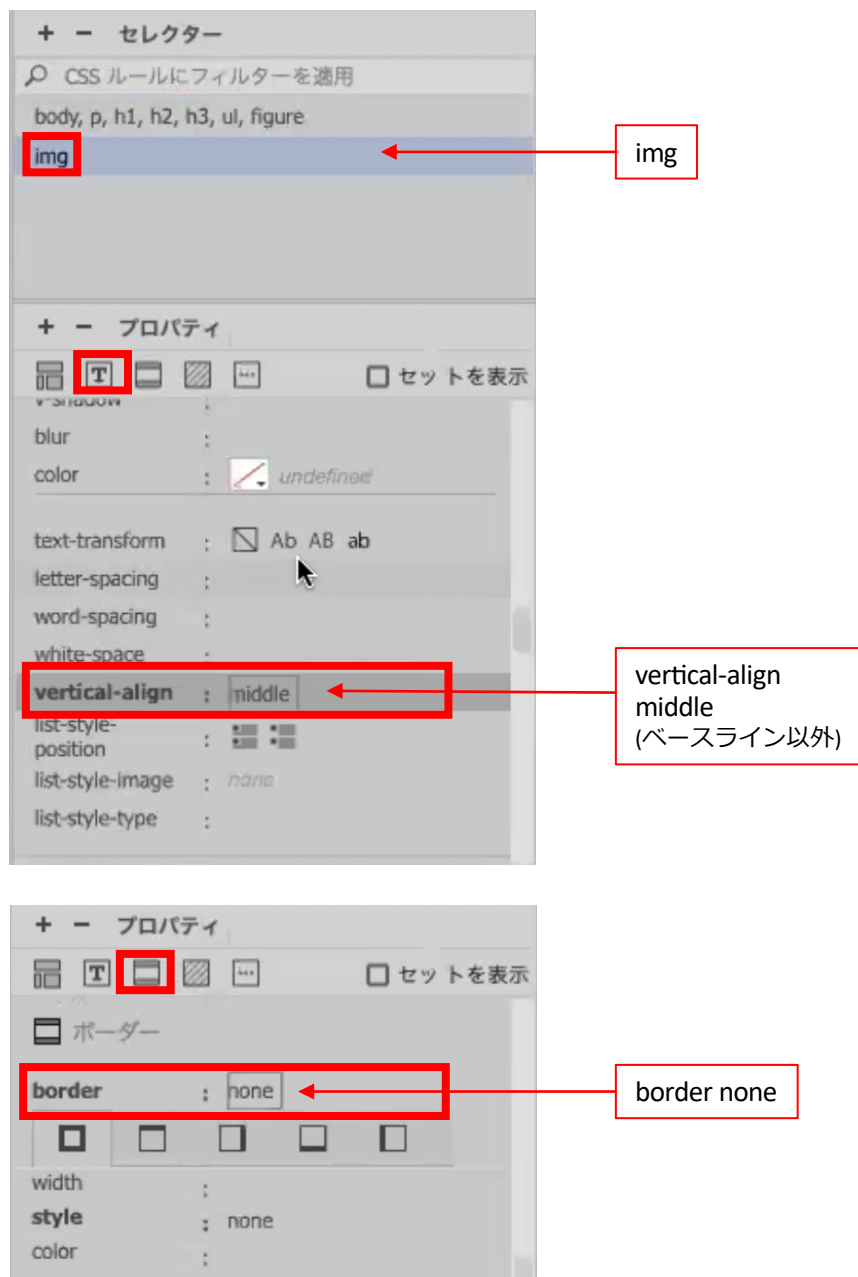 + − セレクター
CSS ルールにフィルターを適用
body, p, h1, h2, h3, ul, figure
img
img
+ − プロパティ
T
セットを表示
v-shadow :
blur :
color : undefined
text-transform : Ab AB ab
letter-spacing :
word-spacing :
white-space :
vertical-align : middle
vertical-align
middle
(ベースライン以外)
list-style-
position :
list-style-image : none
list-style-type :
+ − プロパティ
T
セットを表示
ボーダー
border : none
border none
width :
style : none
color :